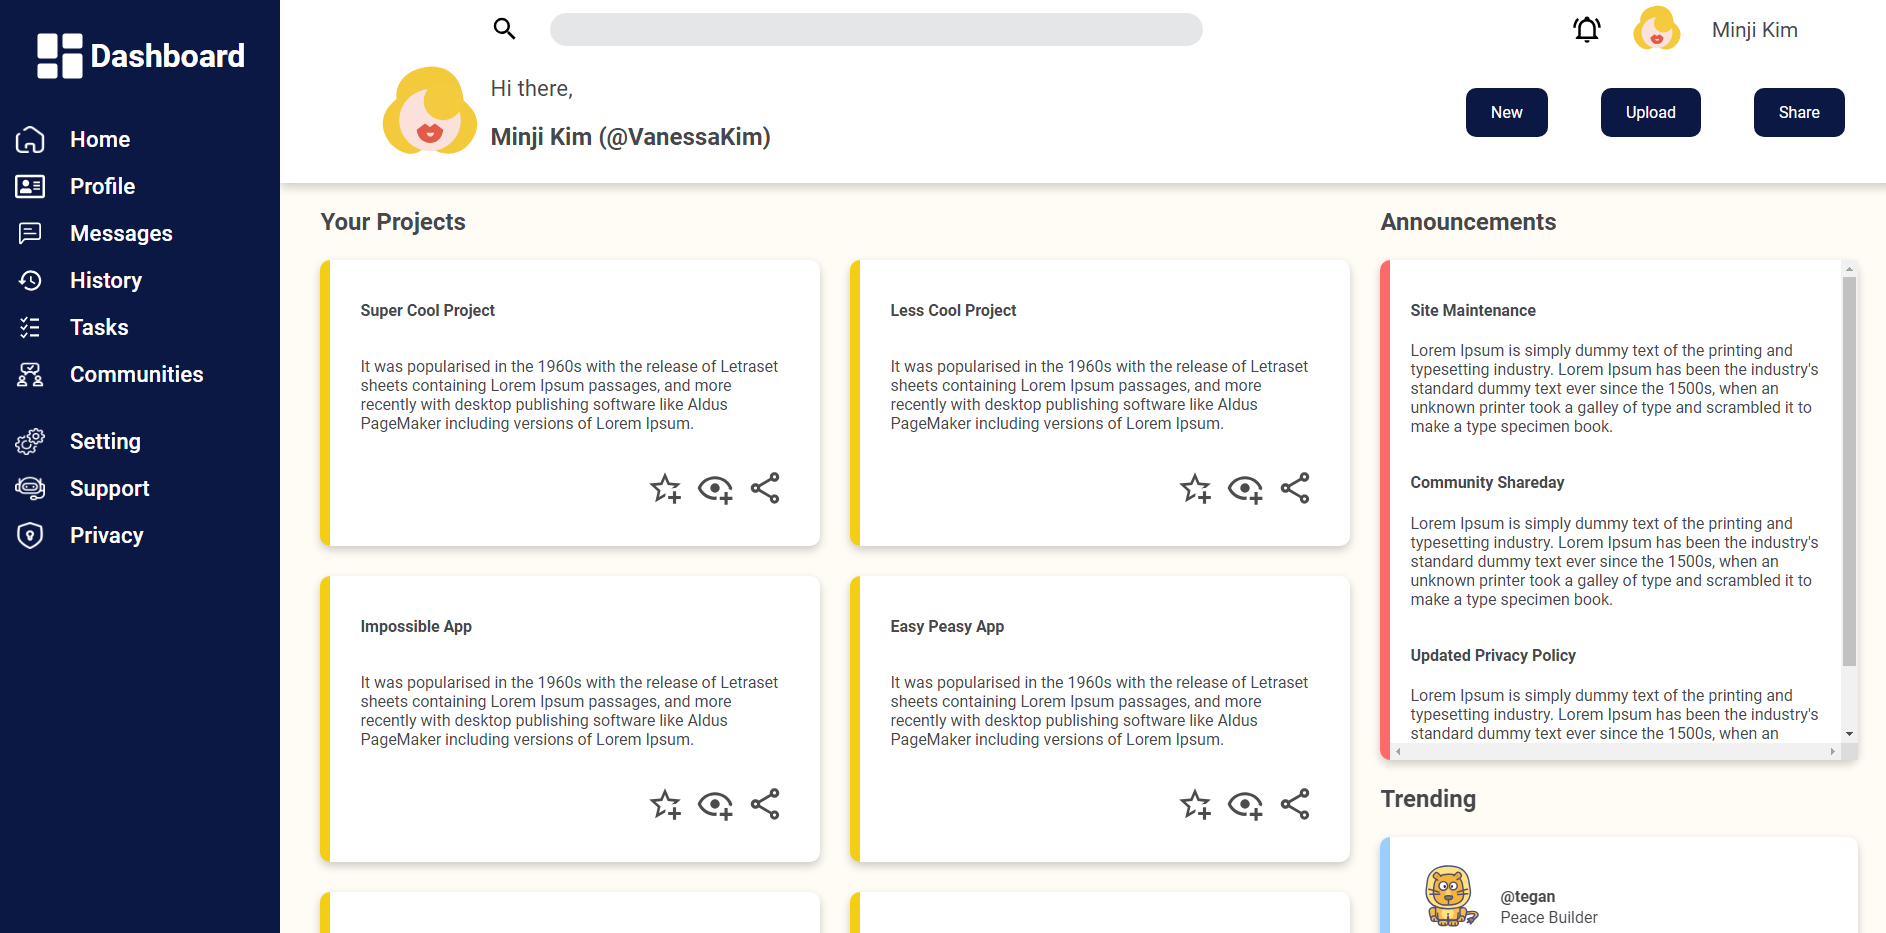 Dashboard
Home
Profile
Messages
History
Tasks
Communities
Setting
Support
Privacy
Minji Kim
Hi there,
Minji Kim (@VanessaKim)
New
Upload
Share
Your Projects
Super Cool Project
It was popularised in the 1960s with the release of Letraset
sheets containing Lorem Ipsum passages, and more
recently with desktop publishing software like Aldus
PageMaker including versions of Lorem Ipsum.
Less Cool Project
It was popularised in the 1960s with the release of Letraset
sheets containing Lorem Ipsum passages, and more
recently with desktop publishing software like Aldus
PageMaker including versions of Lorem Ipsum.
Impossible App
It was popularised in the 1960s with the release of Letraset
sheets containing Lorem Ipsum passages, and more
recently with desktop publishing software like Aldus
PageMaker including versions of Lorem Ipsum.
Easy Peasy App
It was popularised in the 1960s with the release of Letraset
sheets containing Lorem Ipsum passages, and more
recently with desktop publishing software like Aldus
PageMaker including versions of Lorem Ipsum.
Announcements
Site Maintenance
Lorem Ipsum is simply dummy text of the printing and
typesetting industry. Lorem Ipsum has been the industry's
standard dummy text ever since the 1500s, when an
unknown printer took a galley of type and scrambled it to
make a type specimen book.
Community Shareday
Lorem Ipsum is simply dummy text of the printing and
typesetting industry. Lorem Ipsum has been the industry's
standard dummy text ever since the 1500s, when an
unknown printer took a galley of type and scrambled it to
make a type specimen book.
Updated Privacy Policy
Lorem Ipsum is simply dummy text of the printing and
typesetting industry. Lorem Ipsum has been the industry's
standard dummy text ever since the 1500s, when an
Trending
@tegan
Peace Builder